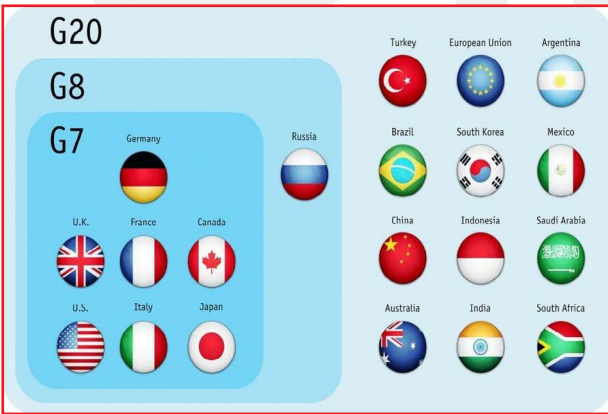 G20
Turkey European Union Argentina
G8
G7
Germany Russia Brazil South Korea Mexico
U.K. France Canada China Indonesia Saudi Arabia
U.S. Italy Japan Australia India South Africa